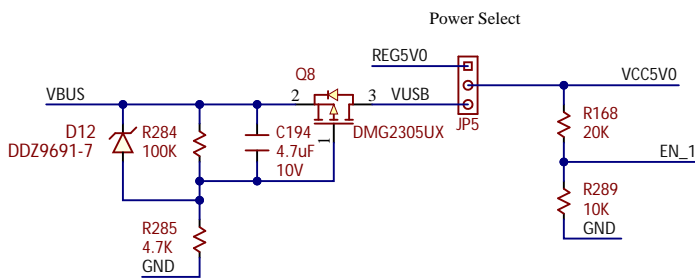 Power Select
REG5V0
Q8
VBUS
2
3
VUSB
VCC5V0
JP5
D12
DDZ9691-7
R284
100K
C194
4.7uF
10V
1
DMG2305UX
R168
20K
EN_1
R285
4.7K
GND
R289
10K
GND